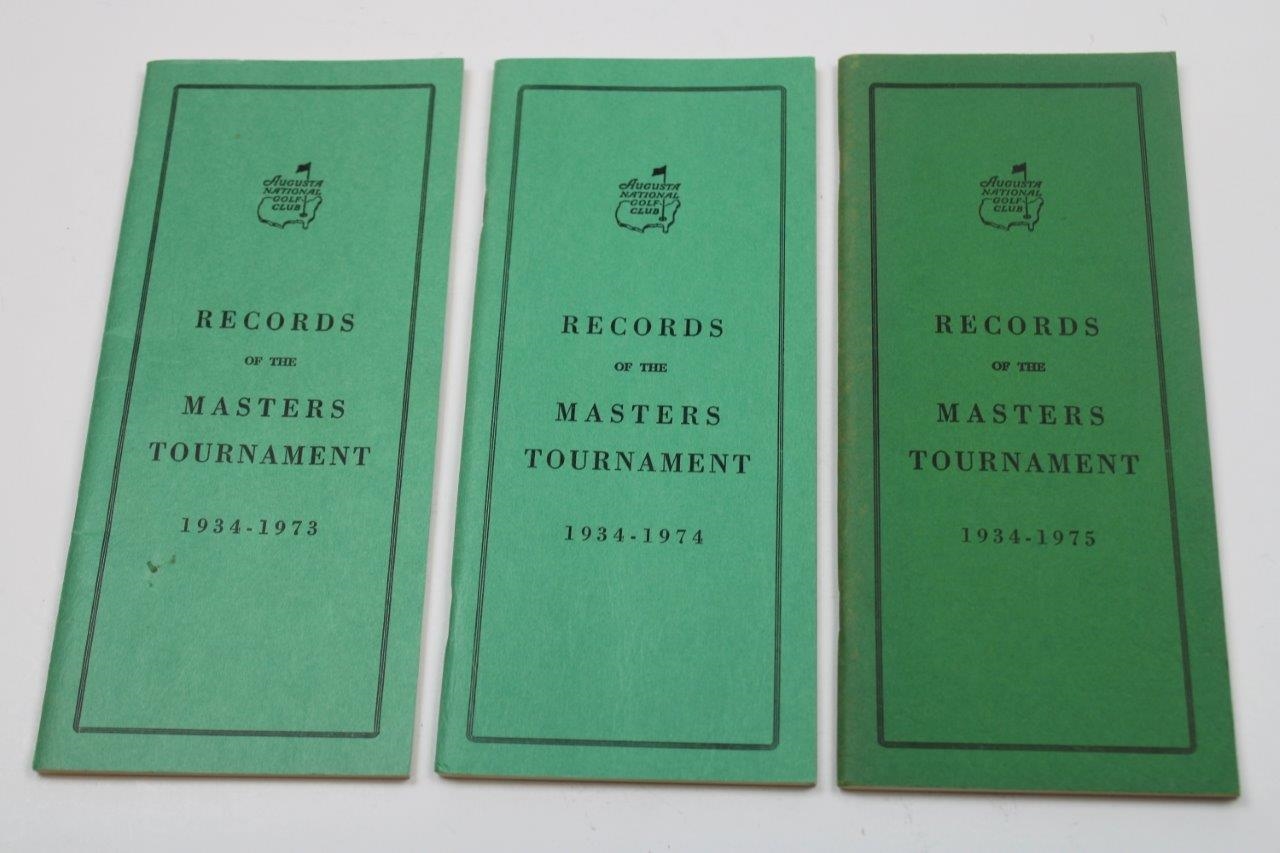 AUGUSTA
NATIONAL
GOLF
CLUB
RECORDS
OF THE
MASTERS
TOURNAMENT
1934-1973
AUGUSTA
NATIONAL
GOLF
CLUB
RECORDS
OF THE
MASTERS
TOURNAMENT
1934-1974
AUGUSTA
NATIONAL
GOLF
CLUB
RECORDS
OF THE
MASTERS
TOURNAMENT
1934-1975